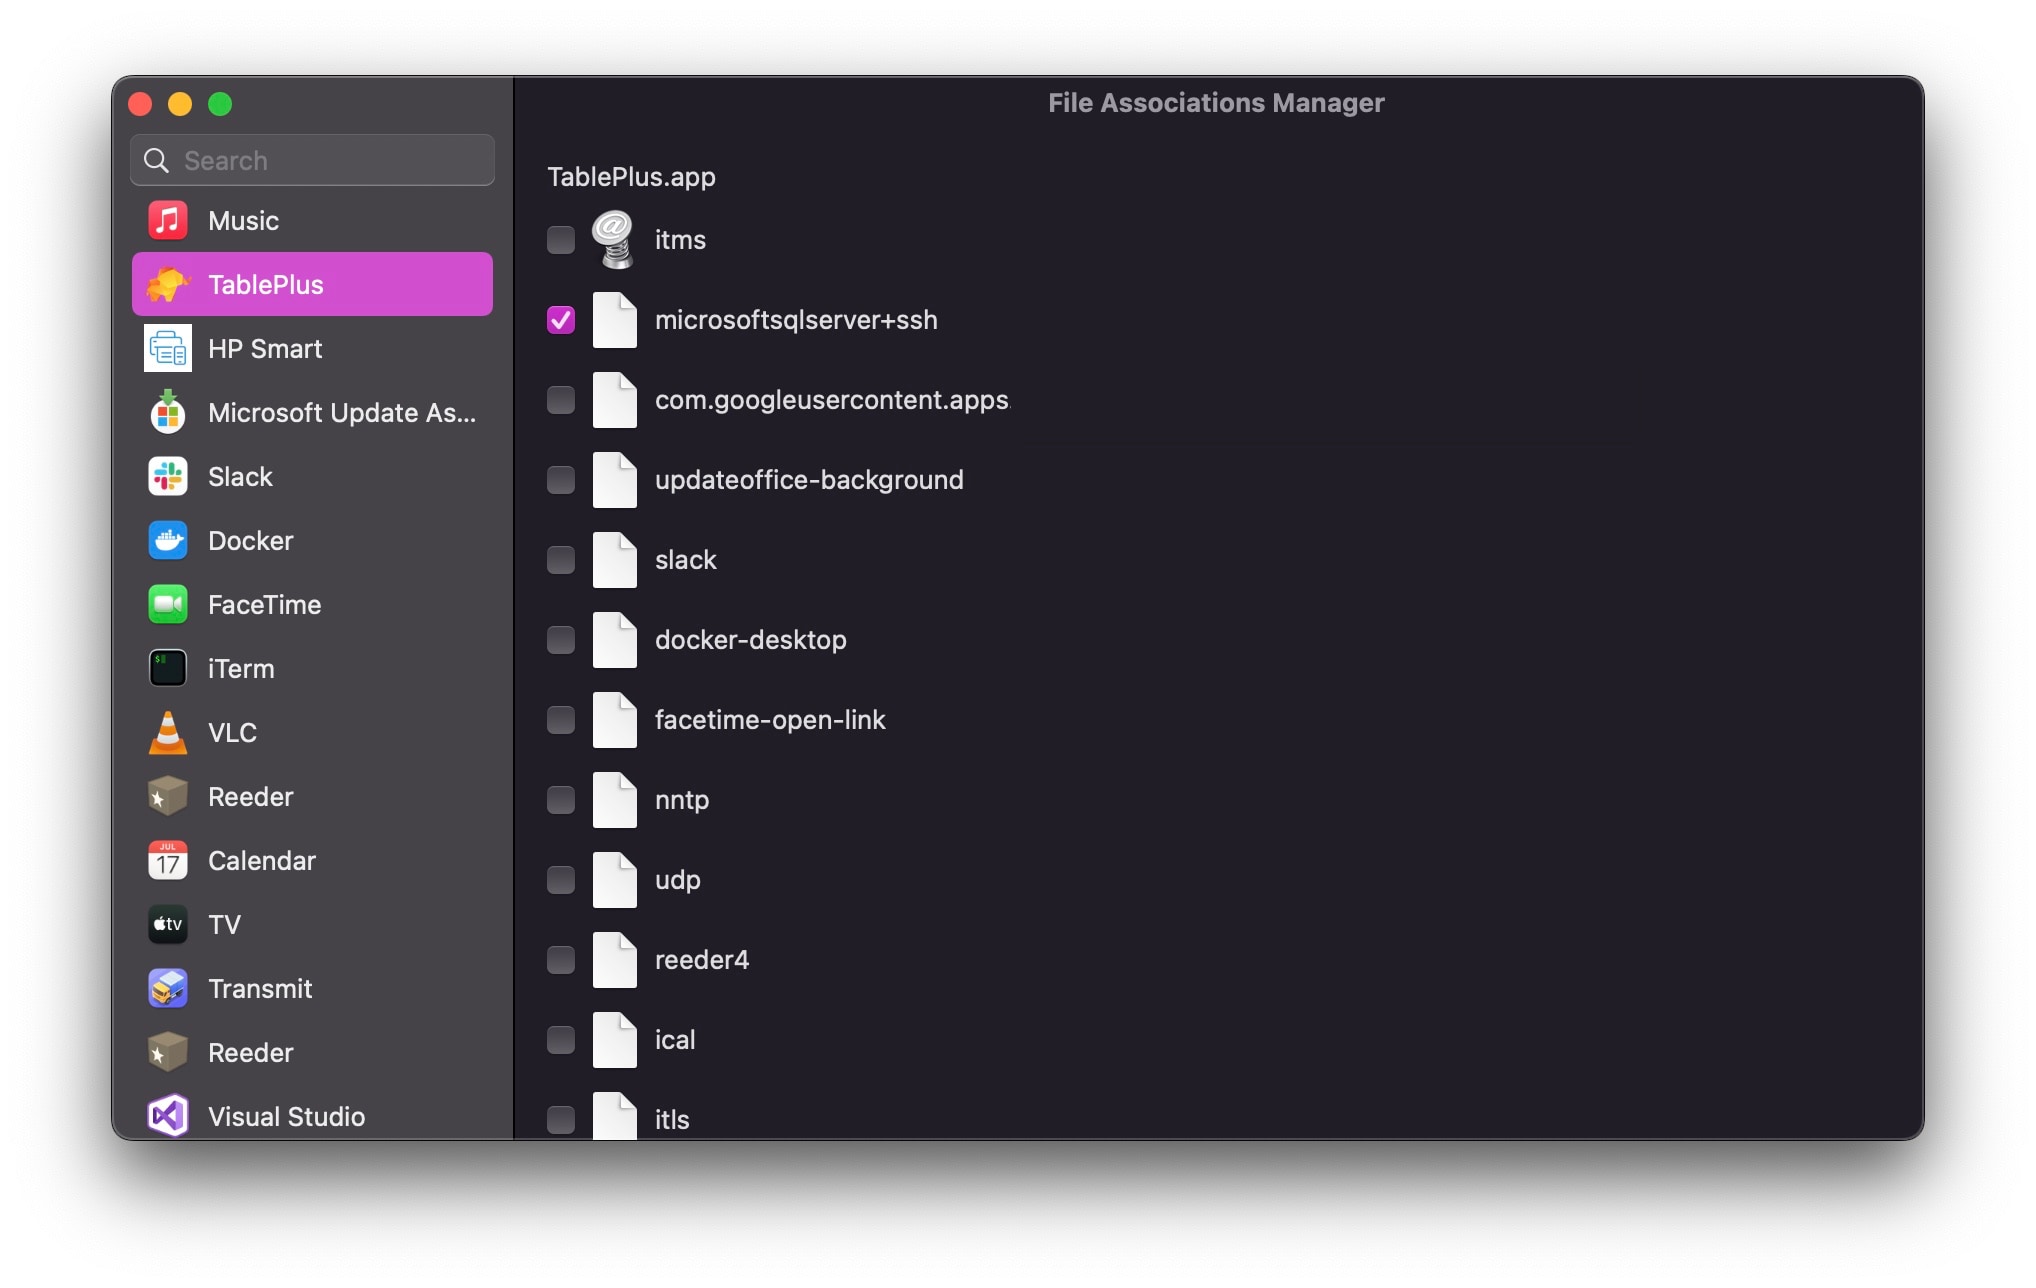 File Associations Manager
Search
Music
TablePlus
HP Smart
Microsoft Update As...
Slack
Docker
FaceTime
iTerm
VLC
Reeder
JUL
17
Calendar
tv
TV
Transmit
Reeder
Visual Studio
TablePlus.app
@
itms
microsoftsqlserver+ssh
com.googleusercontent.apps.
updateoffice-background
slack
docker-desktop
facetime-open-link
nntp
udp
reeder4
ical
itls